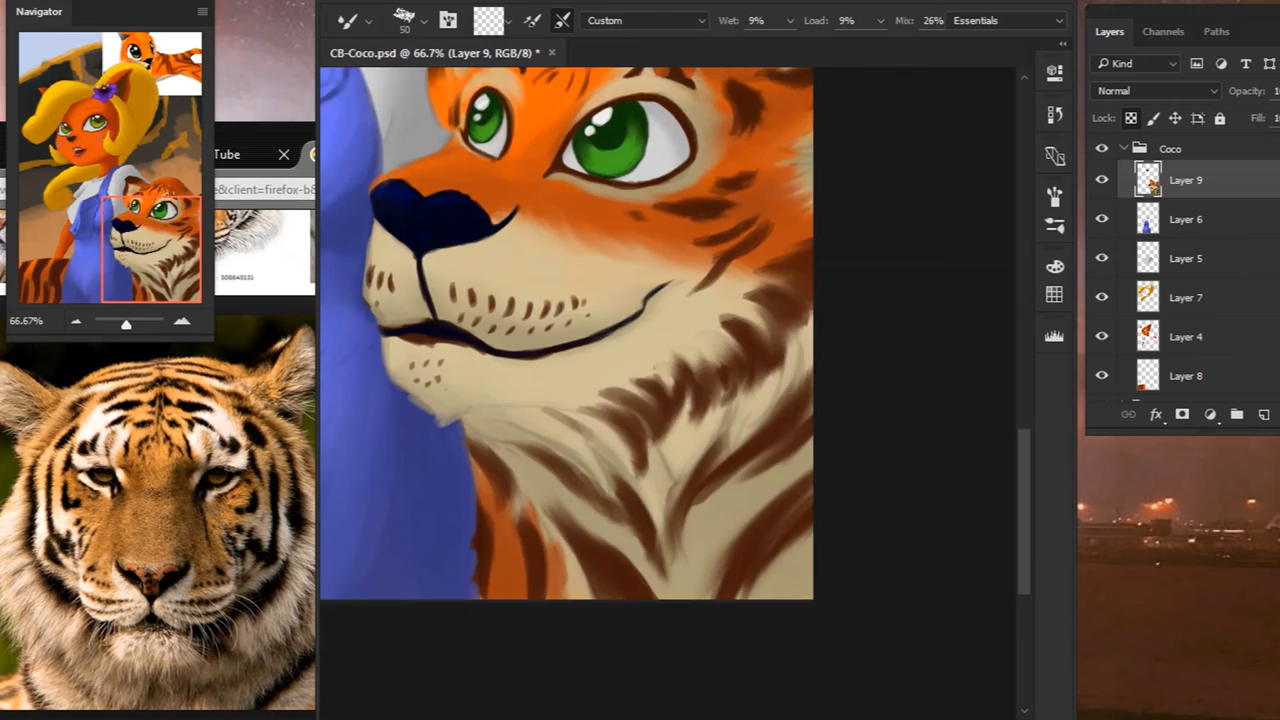 Navigator
66.67%
Tube
e&client=firefox-b
50
Custom
Wet: 9%
Load: 9%
Mix: 26%
Essentials
CB-Coco.psd @ 66.7% (Layer 9, RGB/8) *
Layers
Channels
Paths
Kind
Normal
Opacity:
Lock:
Fill:
Coco
Layer 9
Layer 6
Layer 5
Layer 7
Layer 4
Layer 8